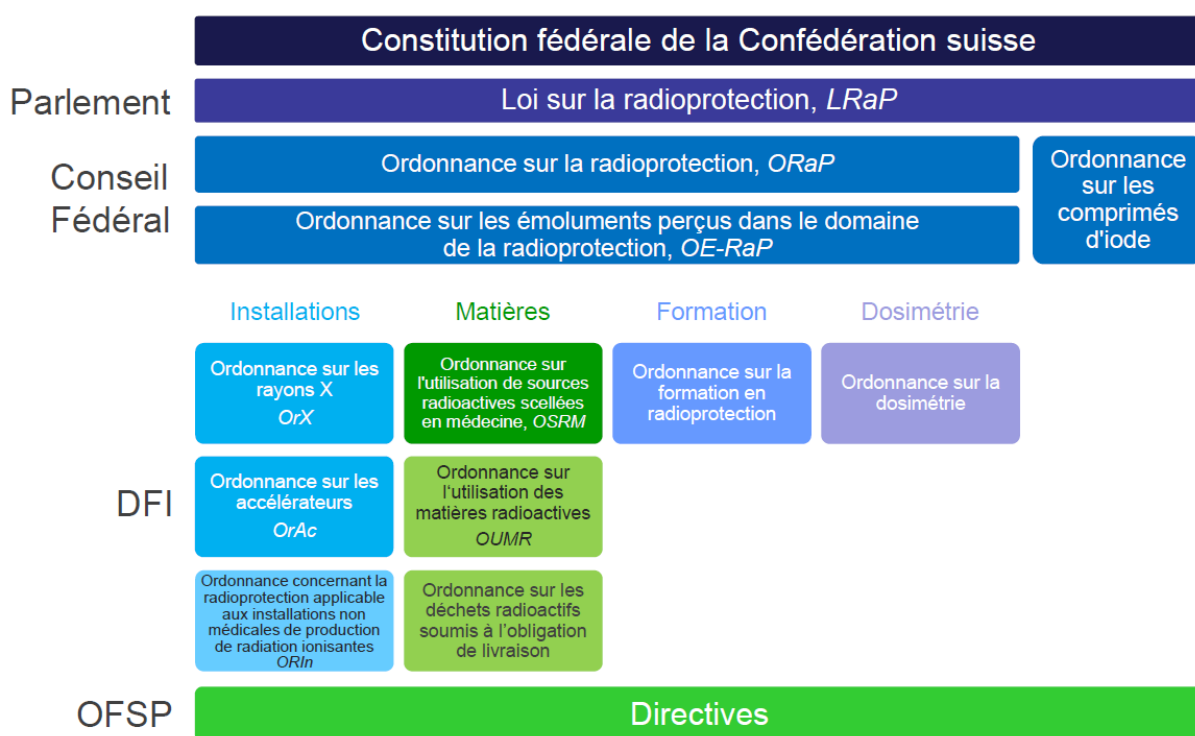 Constitution fédérale de la Confédération suisse
Parlement
Loi sur la radioprotection, LRaP
Conseil
Fédéral
Ordonnance sur la radioprotection, ORaP
Ordonnance sur les émoluments perçus dans le domaine
de la radioprotection, OE-RaP
Ordonnance
sur les
comprimés
d'iode
Installations
Matières
Formation
Dosimétrie
DFI
Ordonnance sur les
rayons X
OrX
Ordonnance sur
l'utilisation de sources
radioactives scellées
en médecine, OSRM
Ordonnance sur la
formation en
radioprotection
Ordonnance sur la
dosimétrie
Ordonnance sur les
accélérateurs
OrAc
Ordonnance sur
l'utilisation des
matières radioactives
OUMR
Ordonnance concernant la
radioprotection applicable
aux installations non
médicales de production
de radiation ionisantes
ORIn
Ordonnance sur les
déchets radioactifs
soumis à l'obligation
de livraison
OFSP
Directives